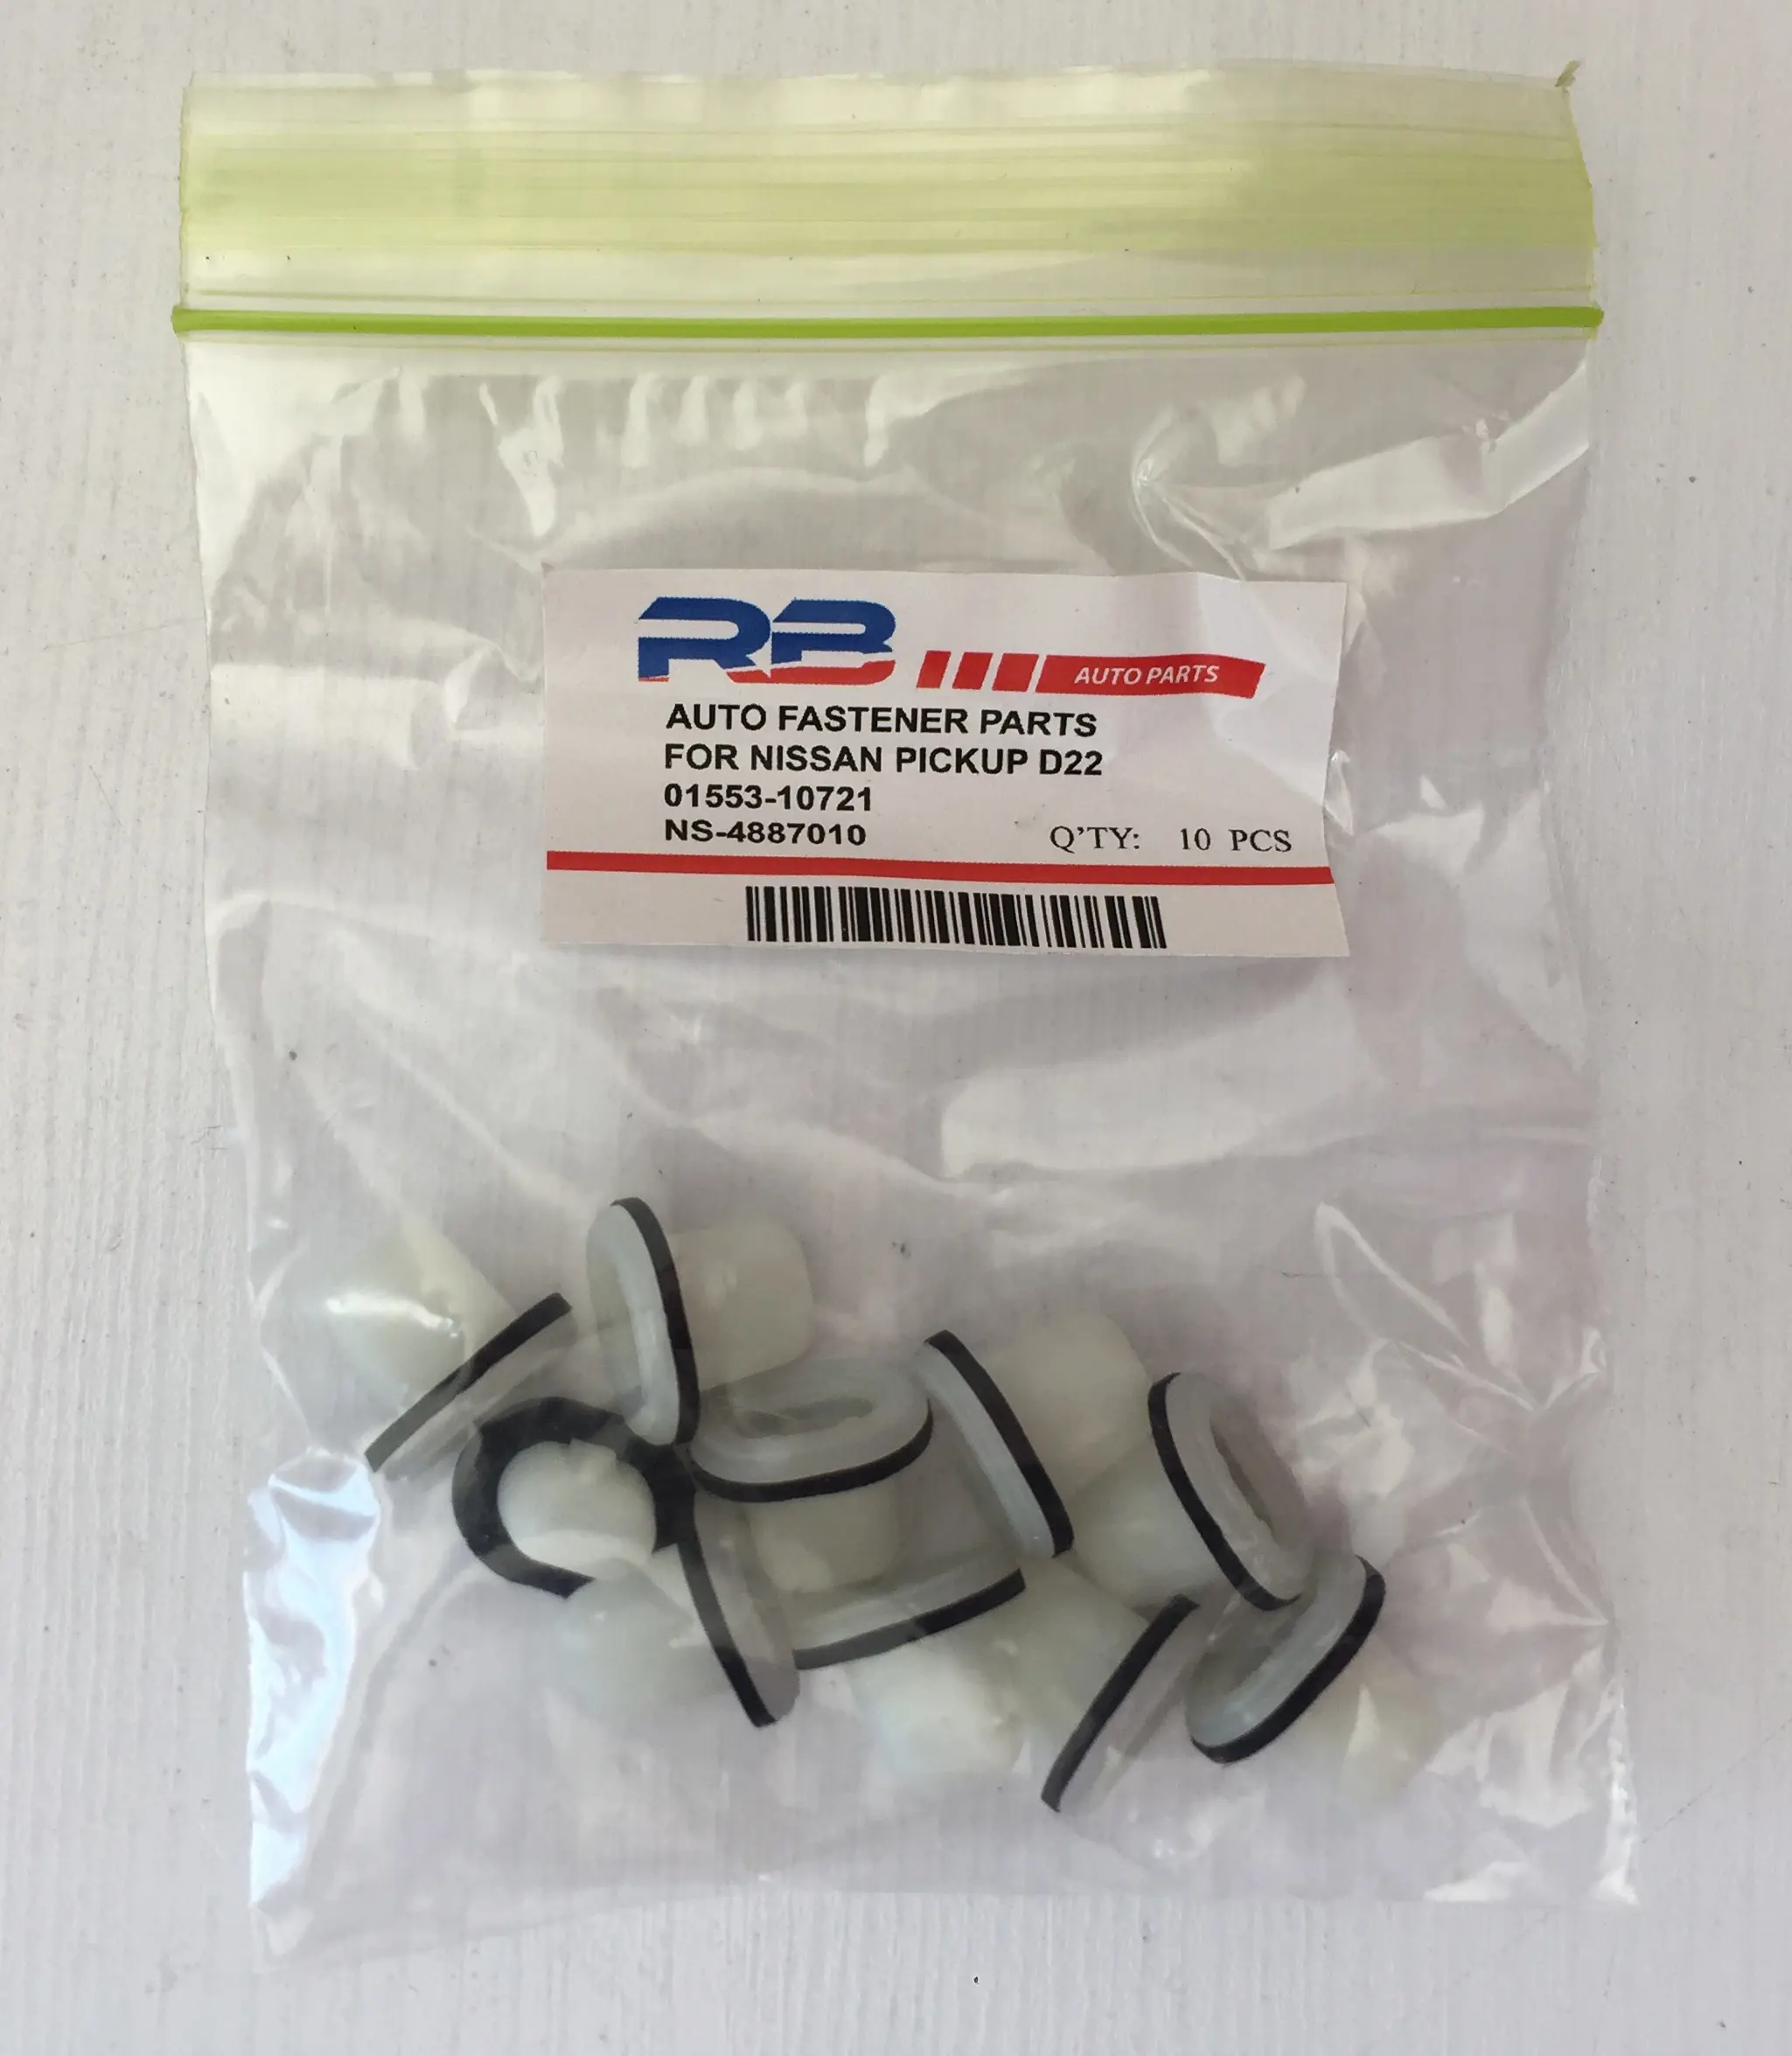 RB AUTO PARTS
AUTO FASTENER PARTS
FOR NISSAN PICKUP D22
01553-10721
NS-4887010 Q'TY: 10 PCS